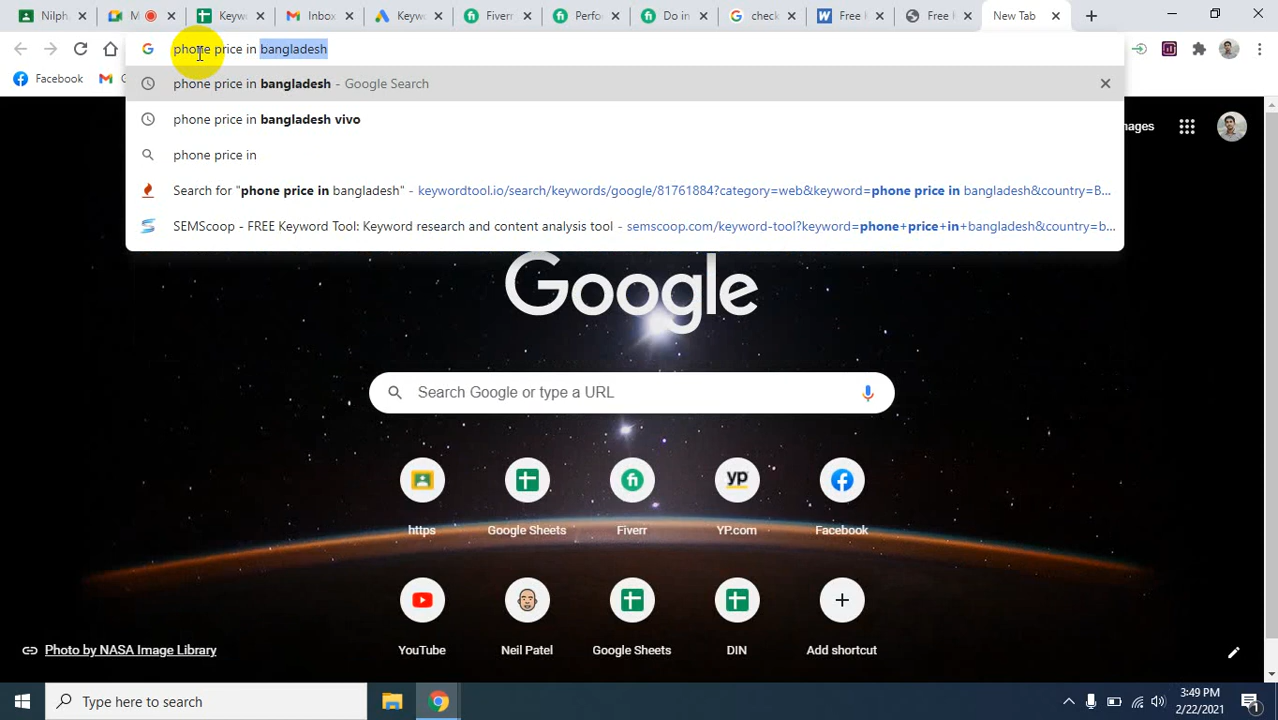 Nilph
M
Keyw
Inbox
Keyw
Fiverr
Perfo
Do in
check
Free K
Free K
New Tab
phone price in bangladesh
Facebook
phone price in bangladesh - Google Search
phone price in bangladesh vivo
mages
phone price in
Search for "phone price in bangladesh" - keywordtool.io/search/keywords/google/81761884?category=web&keyword=phone price in bangladesh&country=B...
SEMScoop - FREE Keyword Tool: Keyword research and content analysis tool - semscoop.com/keyword-tool?keyword=phone+price+in+bangladesh&country=b...
Google
Search Google or type a URL
https
Google Sheets
Fiverr
YP.com
Facebook
YouTube
Neil Patel
Google Sheets
DIN
Add shortcut
Photo by NASA Image Library
Type here to search
3:49 PM
2/22/2021